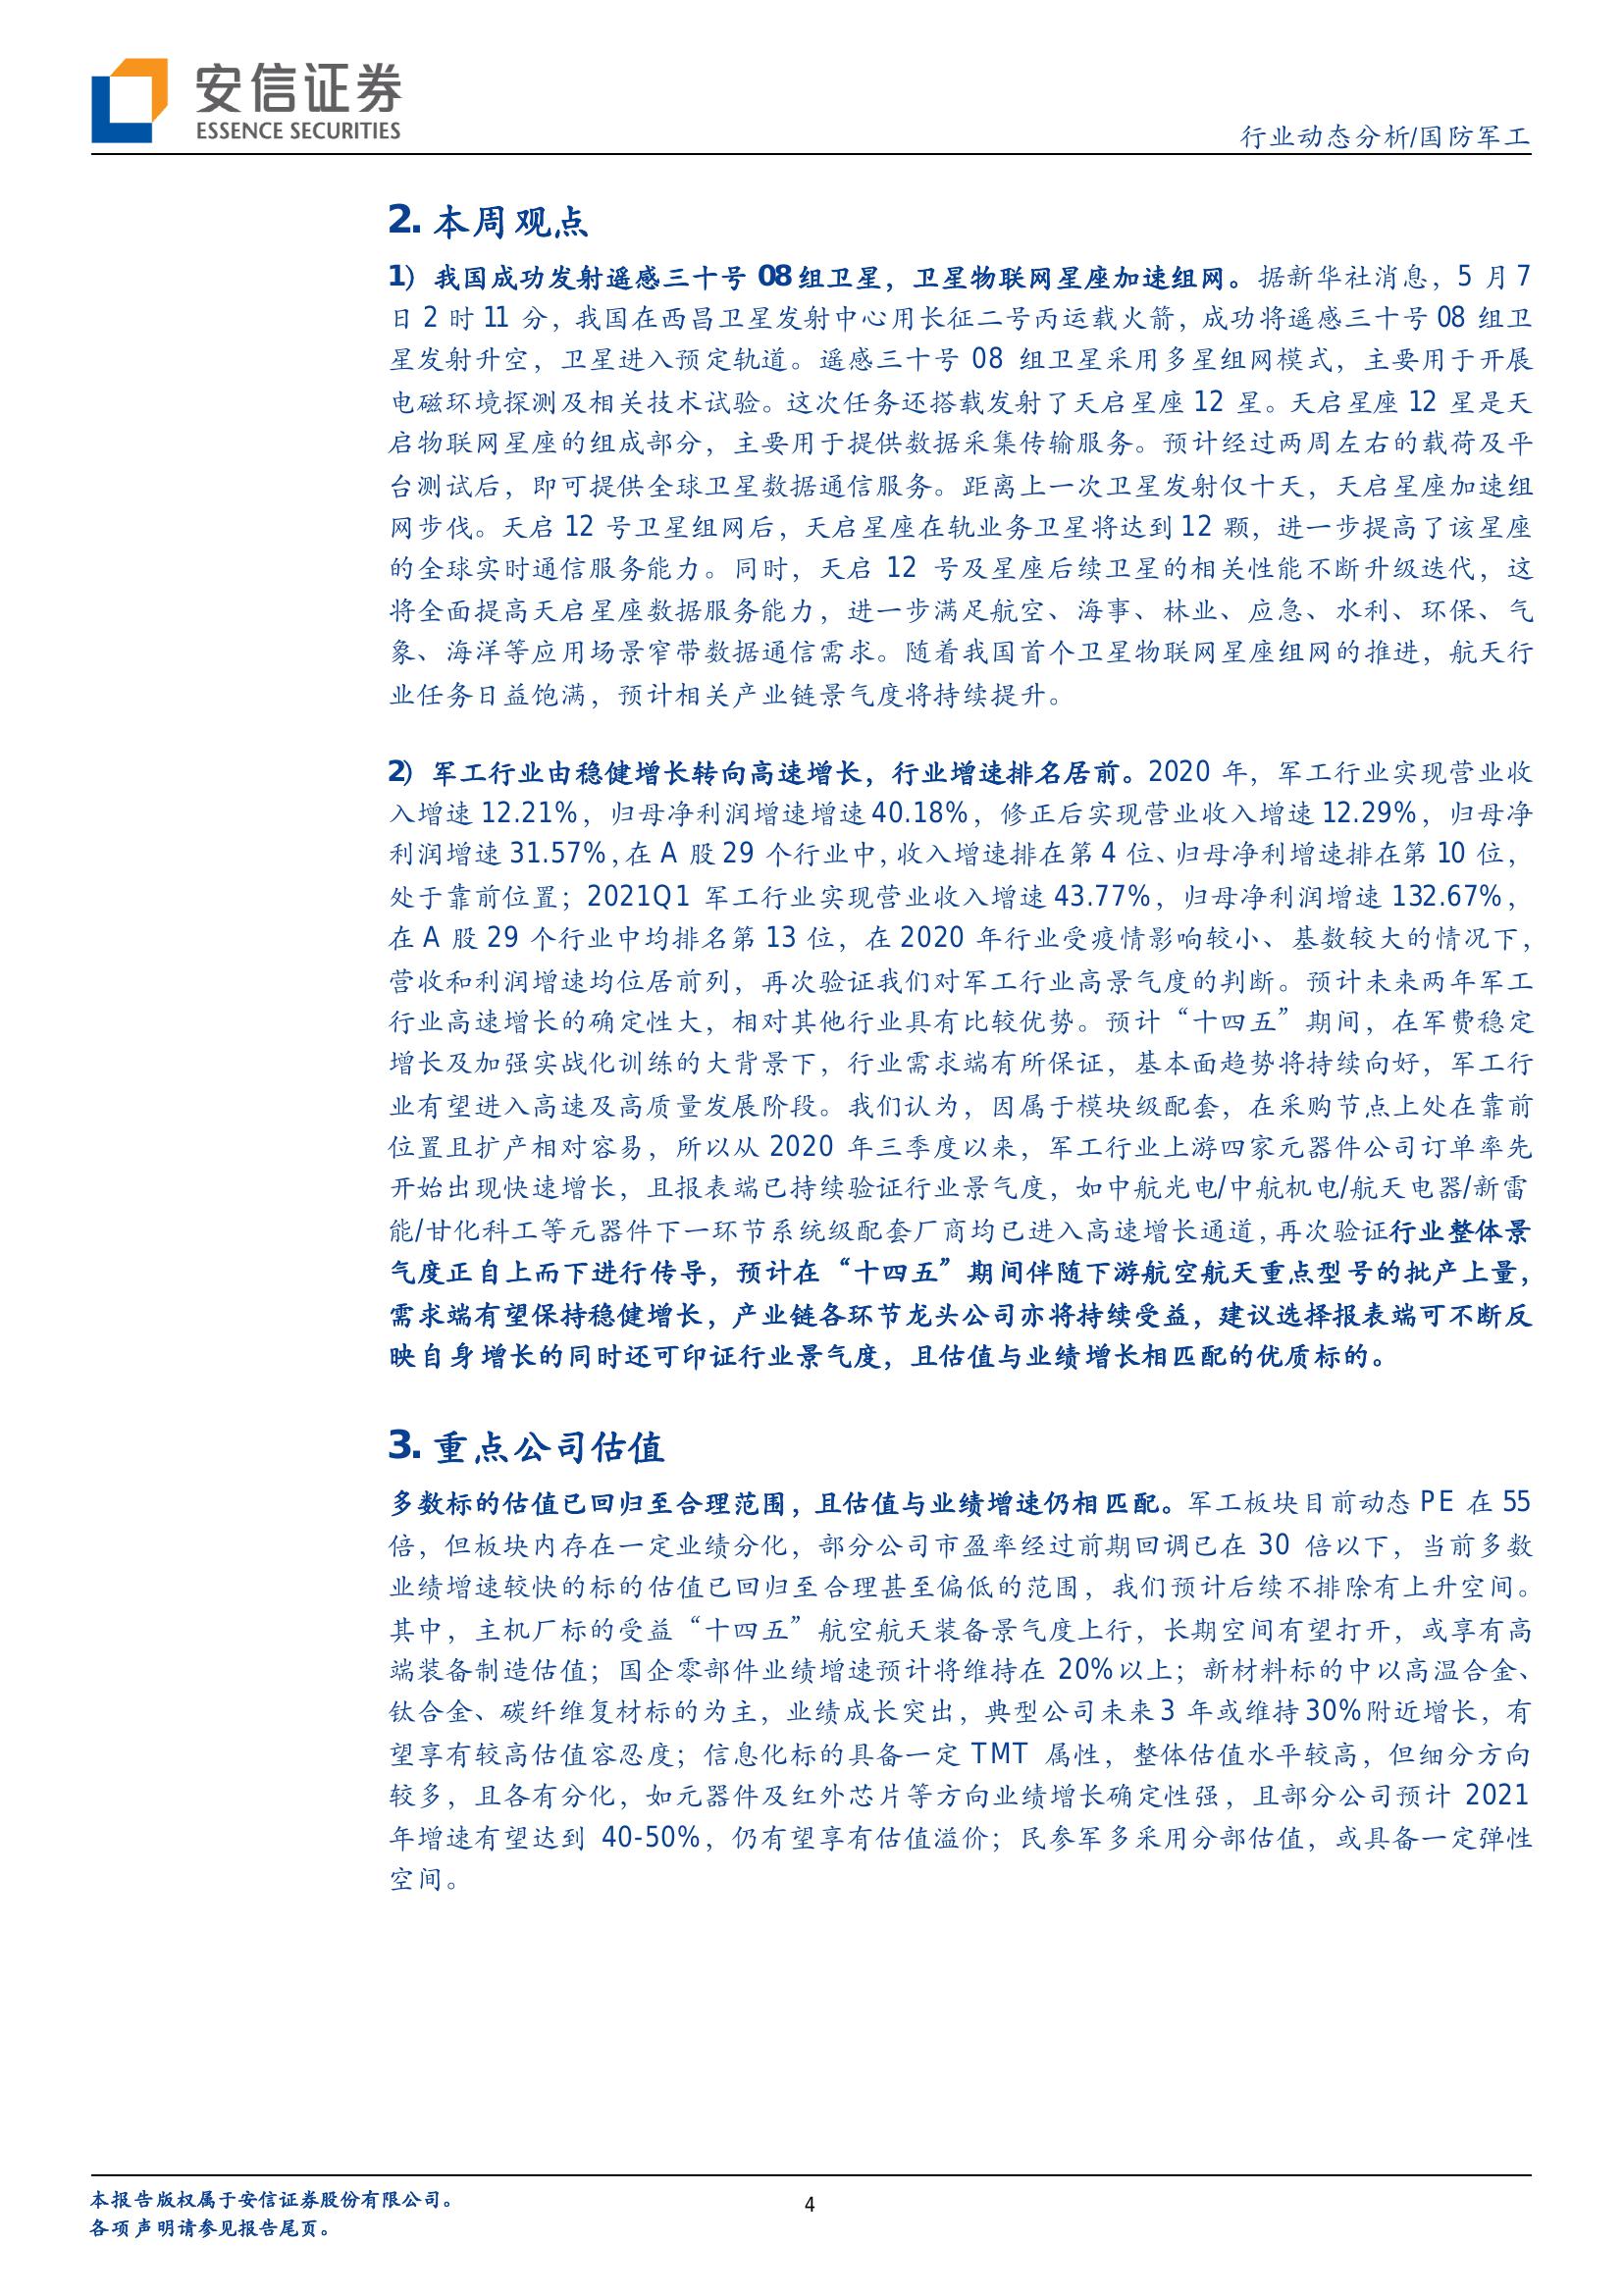 安信证券
ESSENCE SECURITIES
行业动态分析/国防军工
2. 本周观点
1）我国成功发射遥感三十号 08 组卫星，卫星物联网星座加速组网。据新华社消息，5 月 7
日 2 时 11 分，我国在西昌卫星发射中心用长征二号丙运载火箭，成功将遥感三十号 08 组卫
星发射升空，卫星进入预定轨道。遥感三十号 08 组卫星采用多星组网模式，主要用于开展
电磁环境探测及相关技术试验。这次任务还搭载发射了天启星座 12 星。天启星座 12 星是天
启物联网星座的组成部分，主要用于提供数据采集传输服务。预计经过两周左右的载荷及平
台测试后，即可提供全球卫星数据通信服务。距离上一次卫星发射仅十天，天启星座加速组
网步伐。天启 12 号卫星组网后，天启星座在轨业务卫星将达到 12 颗，进一步提高了该星座
的全球实时通信服务能力。同时，天启 12 号及星座后续卫星的相关性能不断升级迭代，这
将全面提高天启星座数据服务能力，进一步满足航空、海事、林业、应急、水利、环保、气
象、海洋等应用场景窄带数据通信需求。随着我国首个卫星物联网星座组网的推进，航天行
业任务日益饱满，预计相关产业链景气度将持续提升。
2）军工行业由稳健增长转向高速增长，行业增速排名居前。2020 年，军工行业实现营业收
入增速 12.21%，归母净利润增速增速 40.18%，修正后实现营业收入增速 12.29%，归母净
利润增速 31.57%，在 A 股 29 个行业中，收入增速排在第 4 位、归母净利增速排在第 10 位，
处于靠前位置；2021Q1 军工行业实现营业收入增速 43.77%，归母净利润增速 132.67%，
在 A 股 29 个行业中均排名第 13 位，在 2020 年行业受疫情影响较小、基数较大的情况下，
营收和利润增速均位居前列，再次验证我们对军工行业高景气度的判断。预计未来两年军工
行业高速增长的确定性大，相对其他行业具有比较优势。预计“十四五”期间，在军费稳定
增长及加强实战化训练的大背景下，行业需求端有所保证，基本面趋势将持续向好，军工行
业有望进入高速及高质量发展阶段。我们认为，因属于模块级配套，在采购节点上处在靠前
位置且扩产相对容易，所以从 2020 年三季度以来，军工行业上游四家元器件公司订单率先
开始出现快速增长，且报表端已持续验证行业景气度，如中航光电/中航机电/航天电器/新雷
能/甘化科工等元器件下一环节系统级配套厂商均已进入高速增长通道，再次验证行业整体景
气度正自上而下进行传导，预计在“十四五”期间伴随下游航空航天重点型号的批产上量，
需求端有望保持稳健增长，产业链各环节龙头公司亦将持续受益，建议选择报表端可不断反
映自身增长的同时还可印证行业景气度，且估值与业绩增长相匹配的优质标的。
3. 重点公司估值
多数标的估值已回归至合理范围，且估值与业绩增速仍相匹配。军工板块目前动态 PE 在 55
倍，但板块内存在一定业绩分化，部分公司市盈率经过前期回调已在 30 倍以下，当前多数
业绩增速较快的标的估值已回归至合理甚至偏低的范围，我们预计后续不排除有上升空间。
其中，主机厂标的受益“十四五”航空航天装备景气度上行，长期空间有望打开，或享有高
端装备制造估值；国企零部件业绩增速预计将维持在 20%以上；新材料标的中以高温合金、
钛合金、碳纤维复材标的为主，业绩成长突出，典型公司未来 3 年或维持 30%附近增长，有
望享有较高估值容忍度；信息化标的具备一定 TMT 属性，整体估值水平较高，但细分方向
较多，且各有分化，如元器件及红外芯片等方向业绩增长确定性强，且部分公司预计 2021
年增速有望达到 40-50%，仍有望享有估值溢价；民参军多采用分部估值，或具备一定弹性
空间。
本报告版权属于安信证券股份有限公司。
4
各项声明请参见报告尾页。